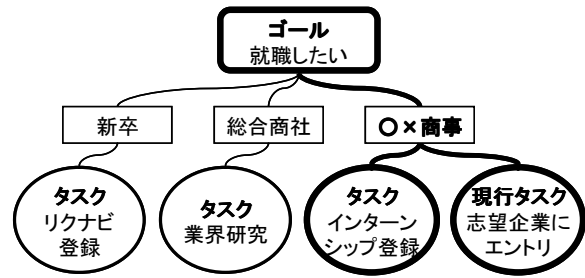 ゴール
就職したい
新卒
総合商社
○×商事
タスク
リクナビ
登録
タスク
業界研究
タスク
インターン
シップ登録
現行タスク
志望企業に
エントリ